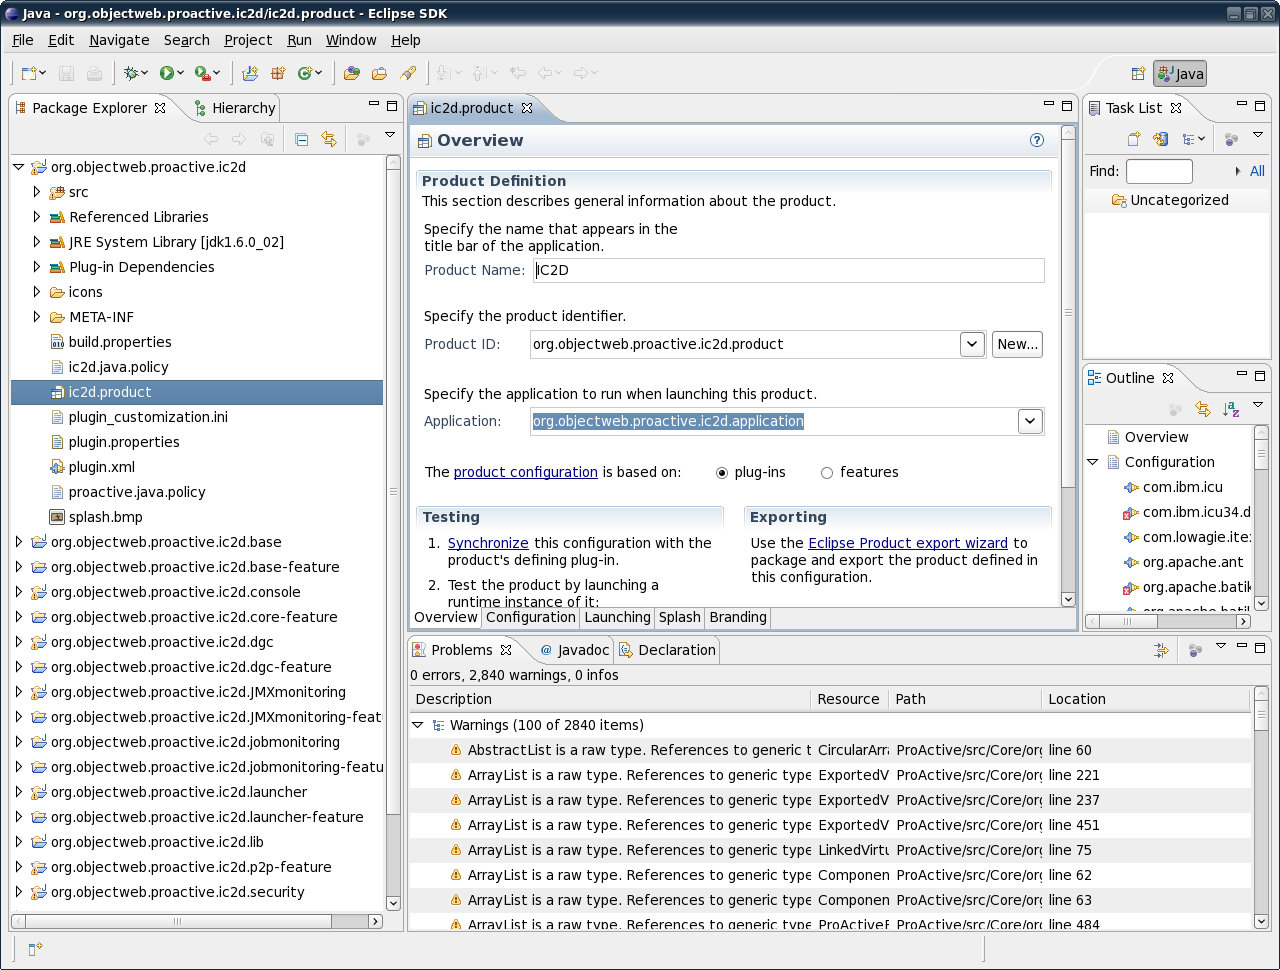 Java - org.objectweb.proactive.ic2d/ic2d.product - Eclipse SDK
File Edit Navigate Search Project Run Window Help
Java
Package Explorer
Hierarchy
org.objectweb.proactive.ic2d
src
Referenced Libraries
JRE System Library [jdk1.6.0_02]
Plug-in Dependencies
icons
META-INF
build.properties
ic2d.java.policy
ic2d.product
plugin_customization.ini
plugin.properties
plugin.xml
proactive.java.policy
splash.bmp
org.objectweb.proactive.ic2d.base
org.objectweb.proactive.ic2d.base-feature
org.objectweb.proactive.ic2d.console
org.objectweb.proactive.ic2d.core-feature
org.objectweb.proactive.ic2d.dgc
org.objectweb.proactive.ic2d.dgc-feature
org.objectweb.proactive.ic2d.JMXmonitoring
org.objectweb.proactive.ic2d.JMXmonitoring-feat
org.objectweb.proactive.ic2d.jobmonitoring
org.objectweb.proactive.ic2d.jobmonitoring-featu
org.objectweb.proactive.ic2d.launcher
org.objectweb.proactive.ic2d.launcher-feature
org.objectweb.proactive.ic2d.lib
org.objectweb.proactive.ic2d.p2p-feature
org.objectweb.proactive.ic2d.security
ic2d.product
Overview
Product Definition
This section describes general information about the product.
Specify the name that appears in the
title bar of the application.
Product Name: IC2D
Specify the product identifier.
Product ID: org.objectweb.proactive.ic2d.product New...
Specify the application to run when launching this product.
Application: org.objectweb.proactive.ic2d.application
The product configuration is based on: plug-ins features
Testing
1. Synchronize this configuration with the
product's defining plug-in.
2. Test the product by launching a
runtime instance of it:
Exporting
Use the Eclipse Product export wizard to
package and export the product defined in
this configuration.
Overview Configuration Launching Splash Branding
Task List
Find: All
Uncategorized
Outline
Overview
Configuration
com.ibm.icu
com.ibm.icu34.d
com.lowagie.ite
org.apache.ant
org.apache.batik
org.apache.batik
Problems @ Javadoc Declaration
0 errors, 2,840 warnings, 0 infos
Description Resource Path Location
Warnings (100 of 2840 items)
AbstractList is a raw type. References to generic t CircularArra ProActive/src/Core/org line 60
ArrayList is a raw type. References to generic type ExportedV ProActive/src/Core/org line 221
ArrayList is a raw type. References to generic type ExportedV ProActive/src/Core/org line 237
ArrayList is a raw type. References to generic type ExportedV ProActive/src/Core/org line 451
ArrayList is a raw type. References to generic type LinkedVirtu ProActive/src/Core/org line 75
ArrayList is a raw type. References to generic type Componen ProActive/src/Core/org line 62
ArrayList is a raw type. References to generic type Componen ProActive/src/Core/org line 63
ArrayList is a raw type. References to generic type ProActiveF ProActive/src/Core/org line 484